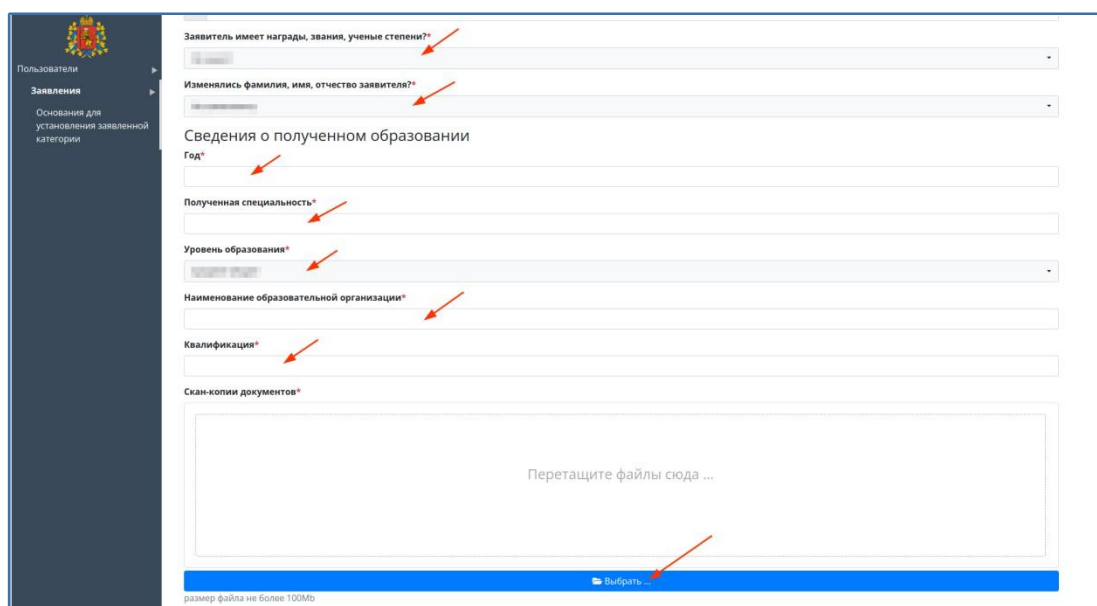 Заявитель имеет награды, звания, ученые степени?*
Пользователи
Изменялись фамилия, имя, отчество заявителя?*
Заявления
Основания для
установления заявленной
категории
Сведения о полученном образовании
Год*
Полученная специальность*
Уровень образования*
Наименование образовательной организации*
Квалификация*
Скан-копии документов*
Перетащите файлы сюда ...
Выбрать ...
размер файла не более 100Mb